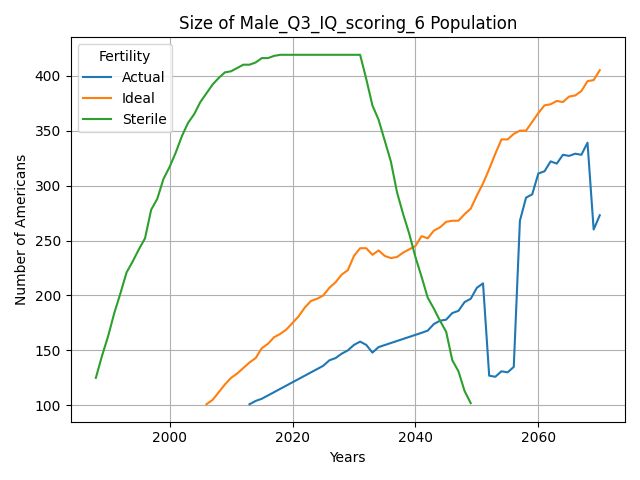 Size of Male_Q3_IQ_scoring_6 Population
Fertility
Actual
Ideal
Sterile
Number of Americans
400
350
300
250
200
150
100
2000
2020
2040
2060
Years